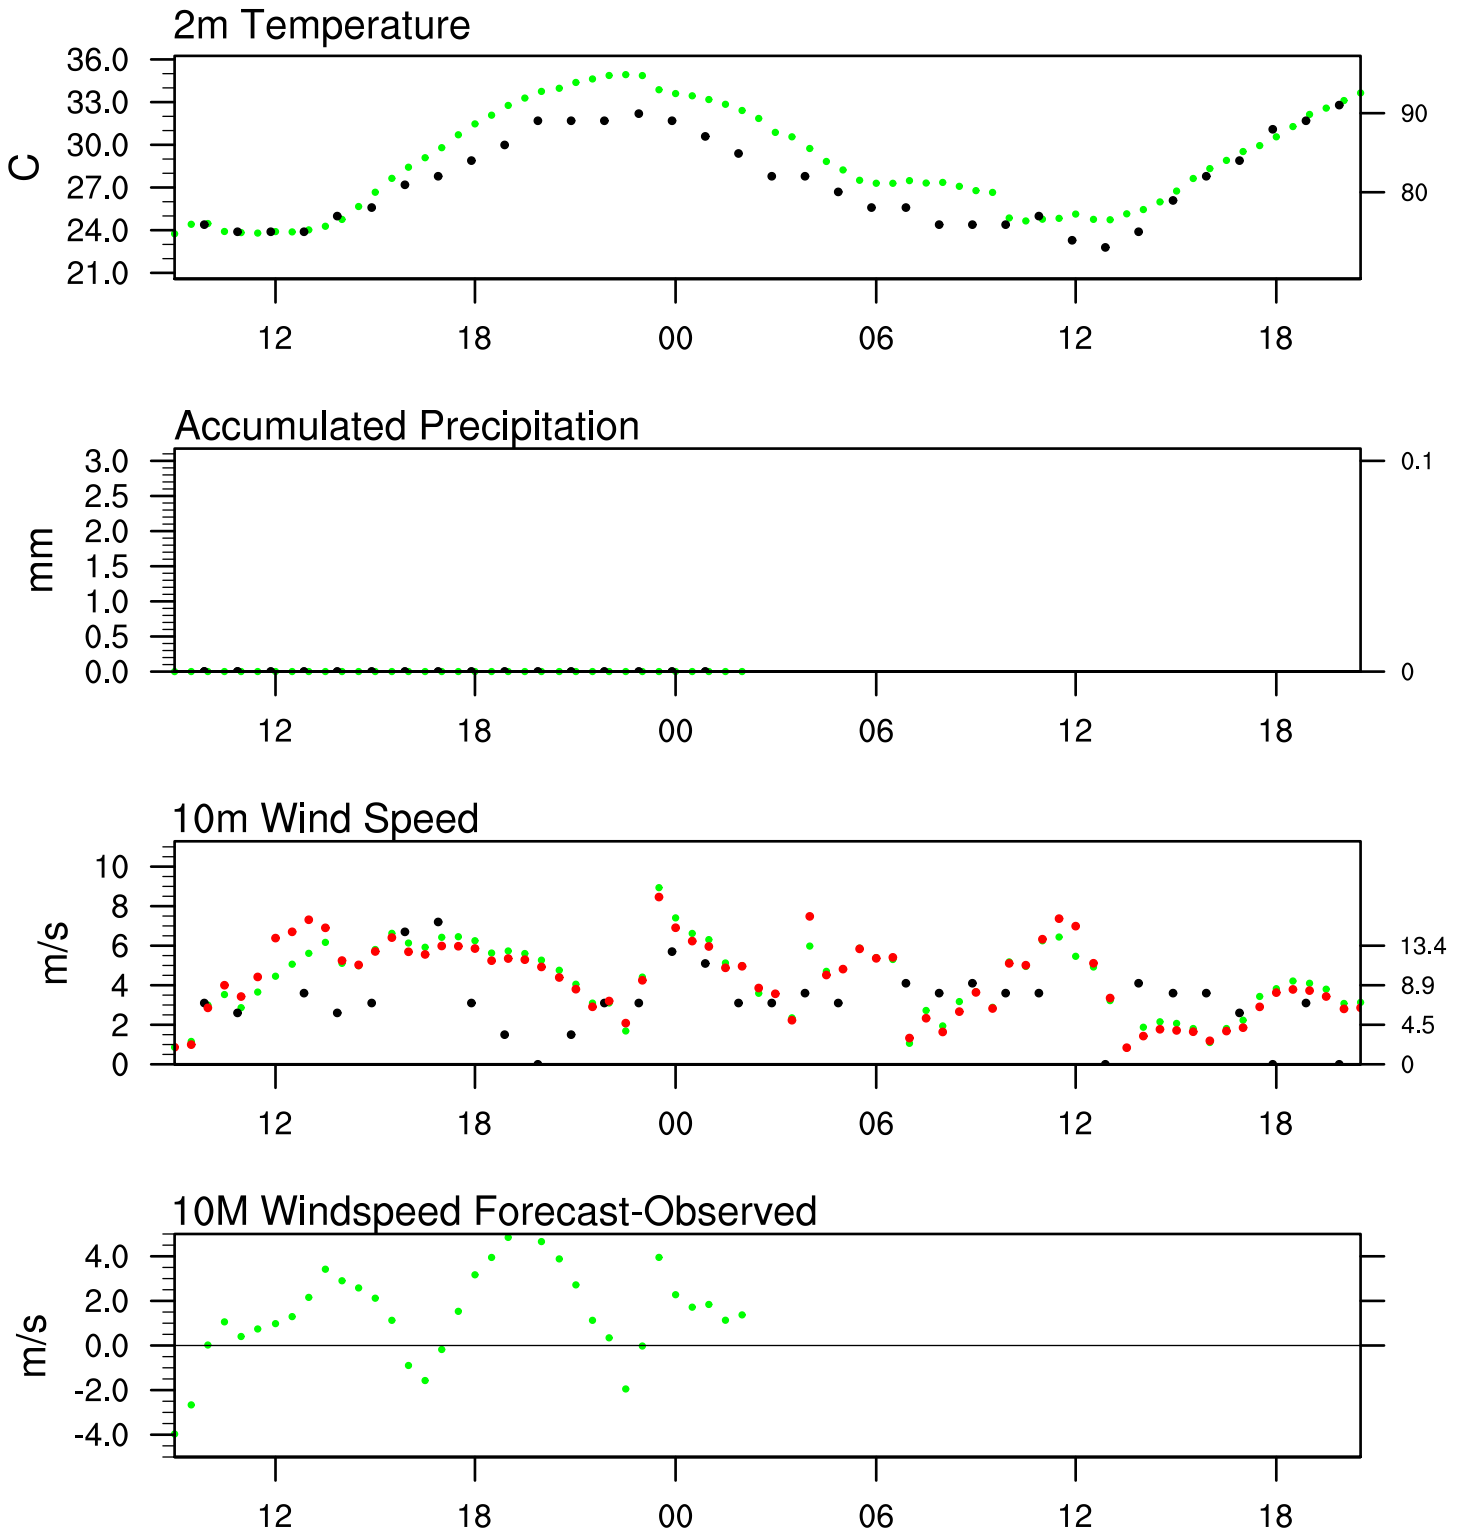 2m Temperature
36.0
33.0
30.0
27.0
24.0
21.0
C
90
80
12 18 00 06 12 18
Accumulated Precipitation
3.0
2.5
2.0
1.5
1.0
0.5
0.0
mm
0.1
0
12 18 00 06 12 18
10m Wind Speed
10
8
6
4
2
0
m/s
13.4
8.9
4.5
0
12 18 00 06 12 18
10M Windspeed Forecast-Observed
4.0
2.0
0.0
-2.0
-4.0
m/s
12 18 00 06 12 18